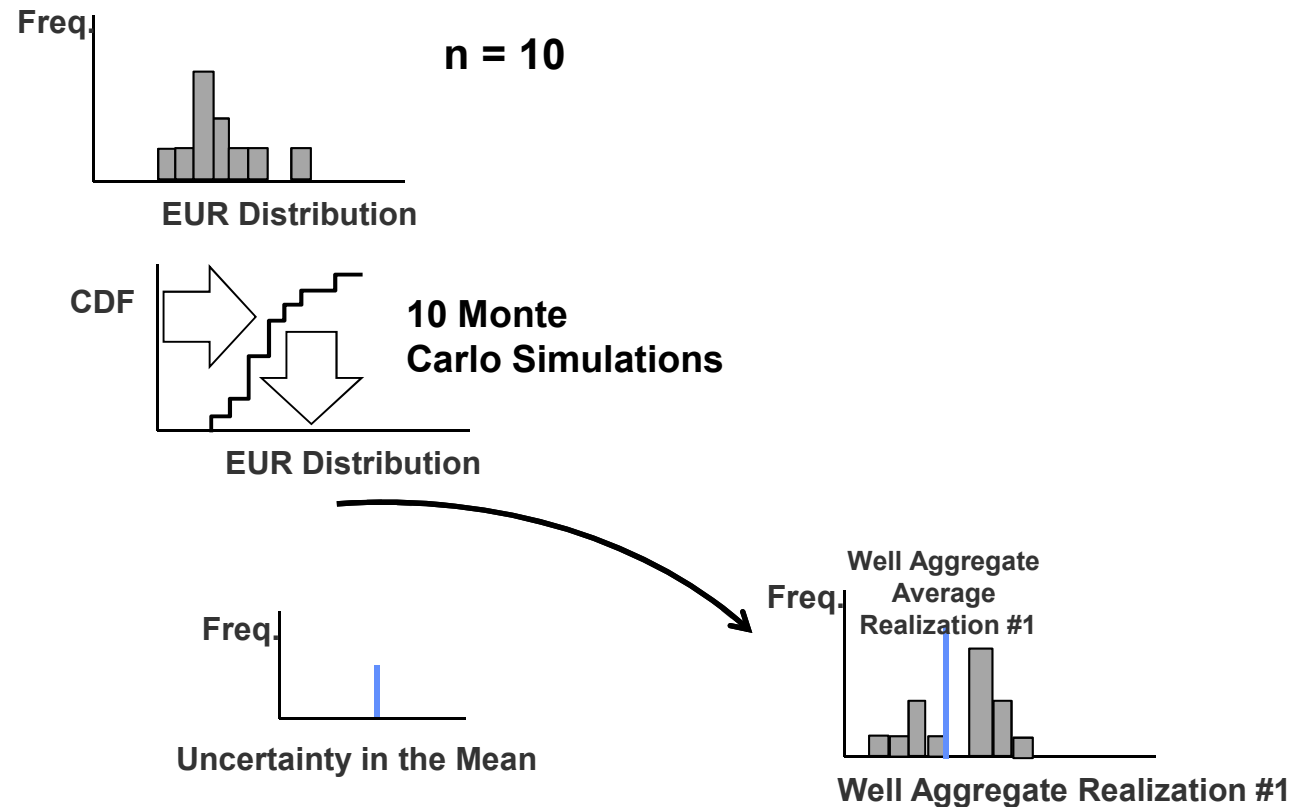 Freq.
n = 10
EUR Distribution
CDF
10 Monte
Carlo Simulations
EUR Distribution
Freq.
Uncertainty in the Mean
Well Aggregate
Average
Realization #1
Freq.
Well Aggregate Realization #1